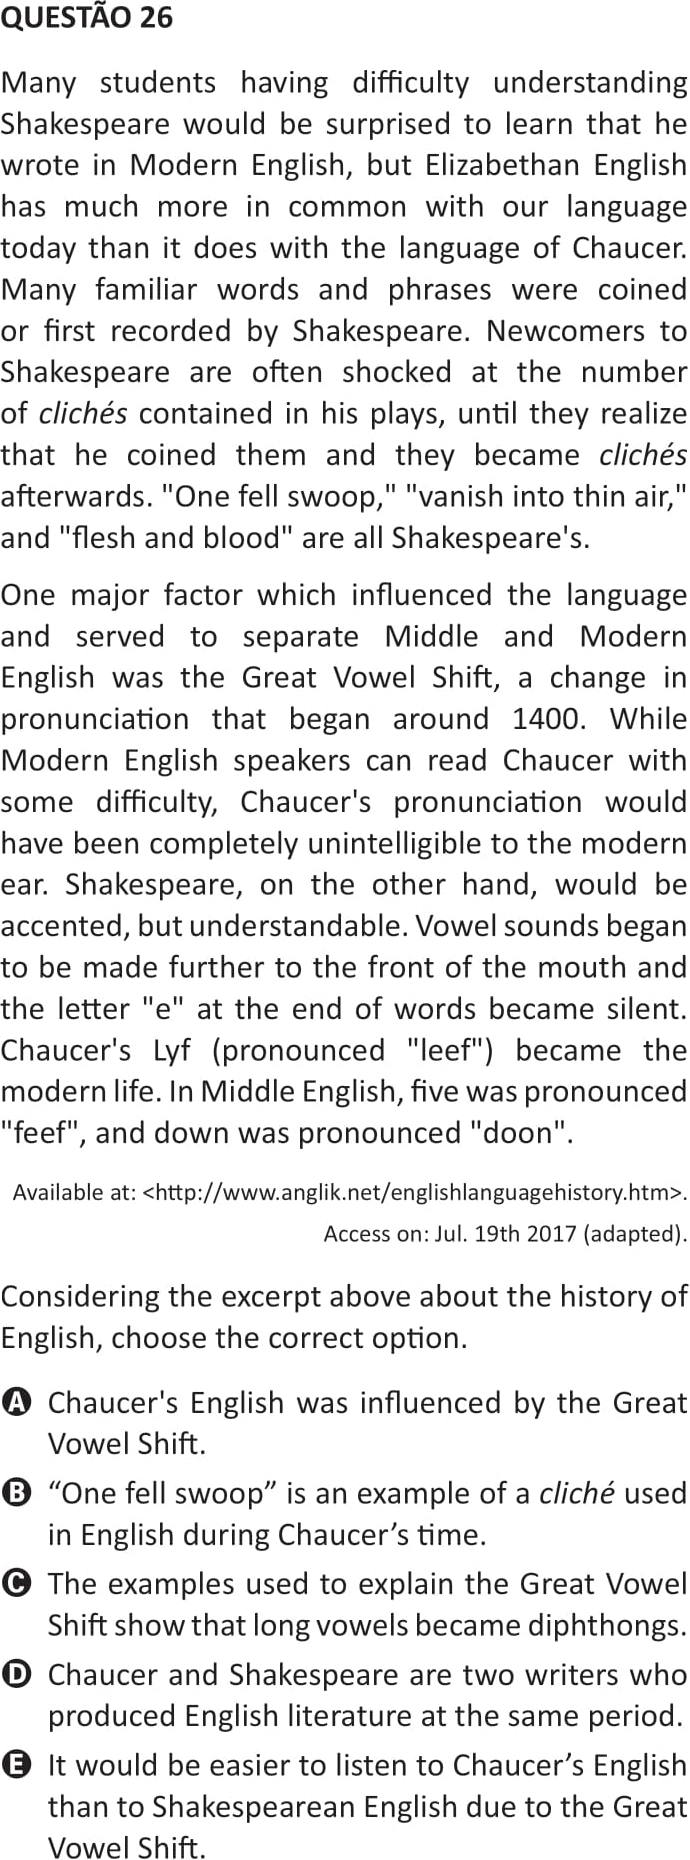 QUESTÃO 26
Many students having difficulty understanding
Shakespeare would be surprised to learn that he
wrote in Modern English, but Elizabethan English
has much more in common with our language
today than it does with the language of Chaucer.
Many familiar words and phrases were coined
or first recorded by Shakespeare. Newcomers to
Shakespeare are often shocked at the number
of clichés contained in his plays, until they realize
that he coined them and they became clichés
afterwards. "One fell swoop," "vanish into thin air,"
and "flesh and blood" are all Shakespeare's.
One major factor which influenced the language
and served to separate Middle and Modern
English was the Great Vowel Shift, a change in
pronunciation that began around 1400. While
Modern English speakers can read Chaucer with
some difficulty, Chaucer's pronunciation would
have been completely unintelligible to the modern
ear. Shakespeare, on the other hand, would be
accented, but understandable. Vowel sounds began
to be made further to the front of the mouth and
the letter "e" at the end of words became silent.
Chaucer's Lyf (pronounced "leef") became the
modern life. In Middle English, five was pronounced
"feef", and down was pronounced "doon".
Available at: <http://www.anglik.net/englishlanguagehistory.htm>.
Access on: Jul. 19th 2017 (adapted).
Considering the excerpt above about the history of
English, choose the correct option.
A Chaucer's English was influenced by the Great
Vowel Shift.
B “One fell swoop” is an example of a cliché used
in English during Chaucer’s time.
C The examples used to explain the Great Vowel
Shift show that long vowels became diphthongs.
D Chaucer and Shakespeare are two writers who
produced English literature at the same period.
E It would be easier to listen to Chaucer’s English
than to Shakespearean English due to the Great
Vowel Shift.